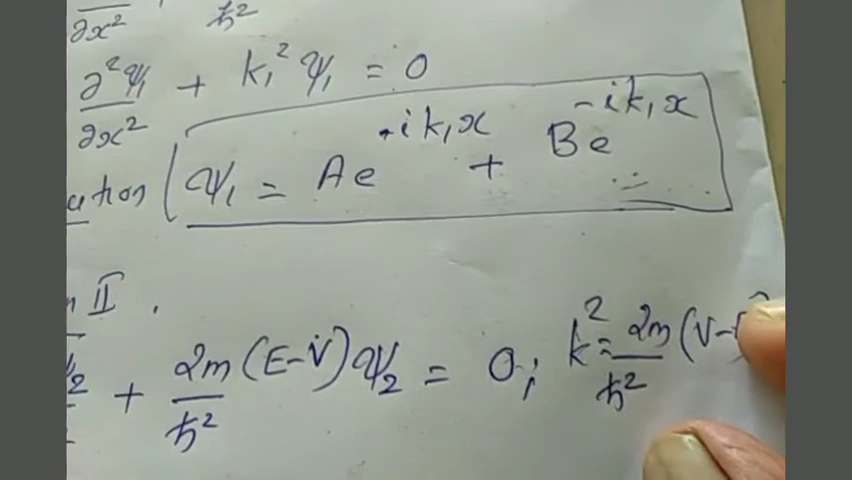 ∂x² ħ²
∂²ψ₁/∂x² + k₁²ψ₁ = 0
ψ₁ = Ae^{-ik₁x} + Be^{-ik₁x}
II .
+ 2m/ħ² (E-V)ψ₂ = 0; k² = 2m/ħ² (V-